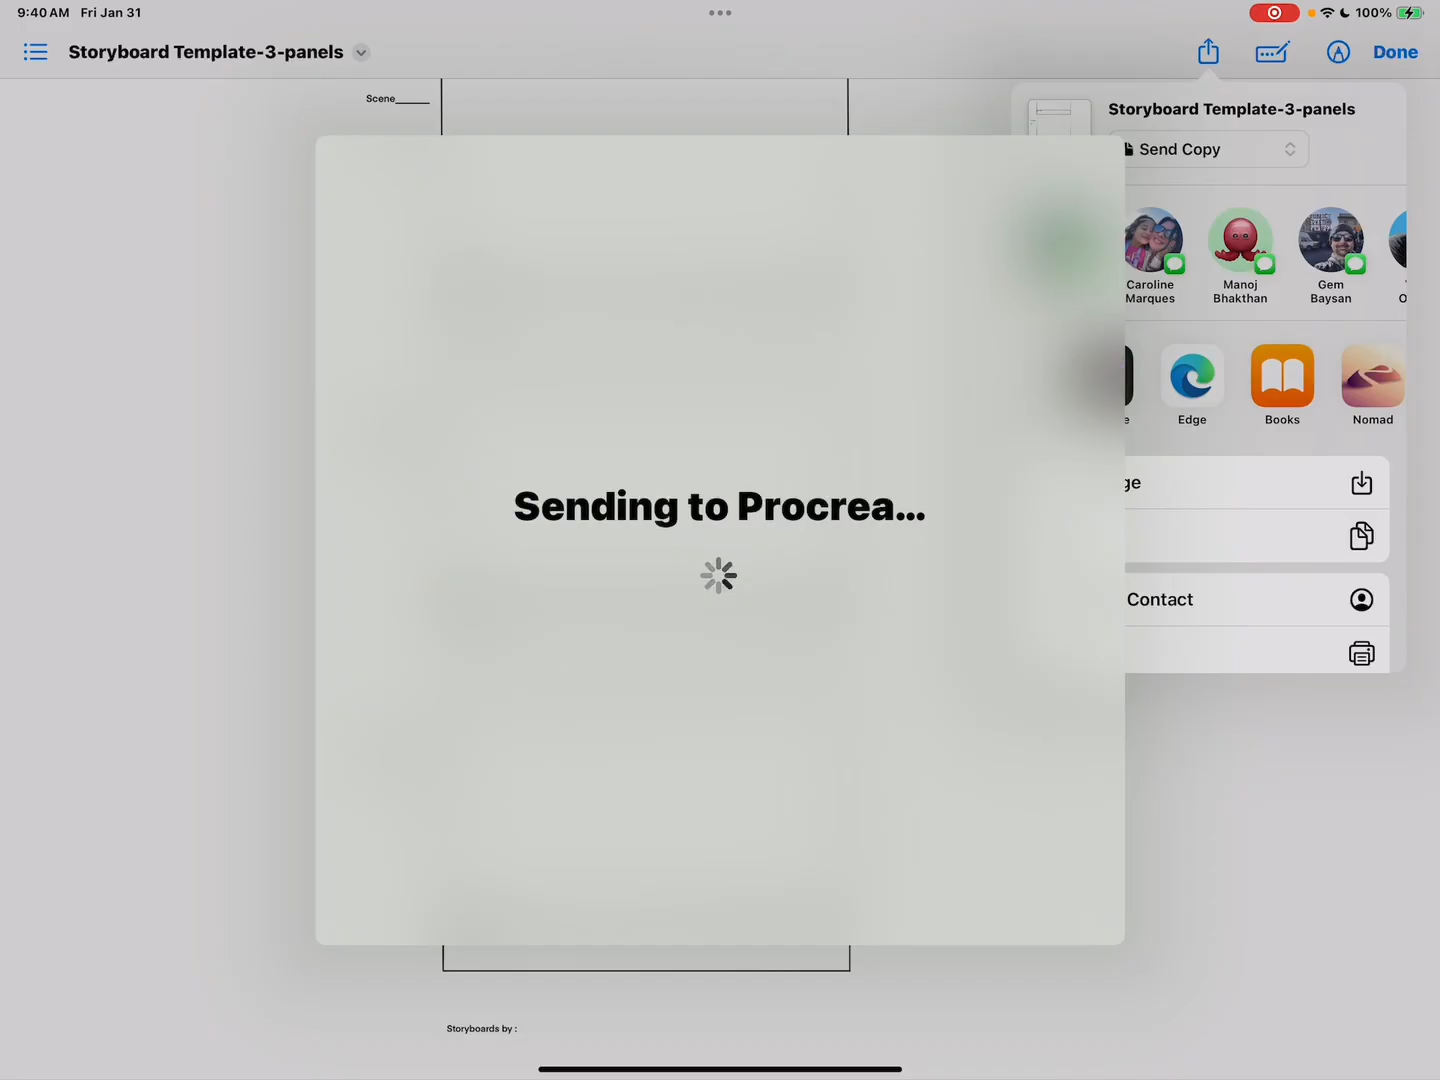 9:40 AM Fri Jan 31
100%
Storyboard Template-3-panels
Done
Scene
Storyboard Template-3-panels
Send Copy
Caroline
Marques
Manoj
Bhakthan
Gem
Baysan
O
e
Edge
Books
Nomad
ge
Contact
Sending to Procrea...
Storyboards by :